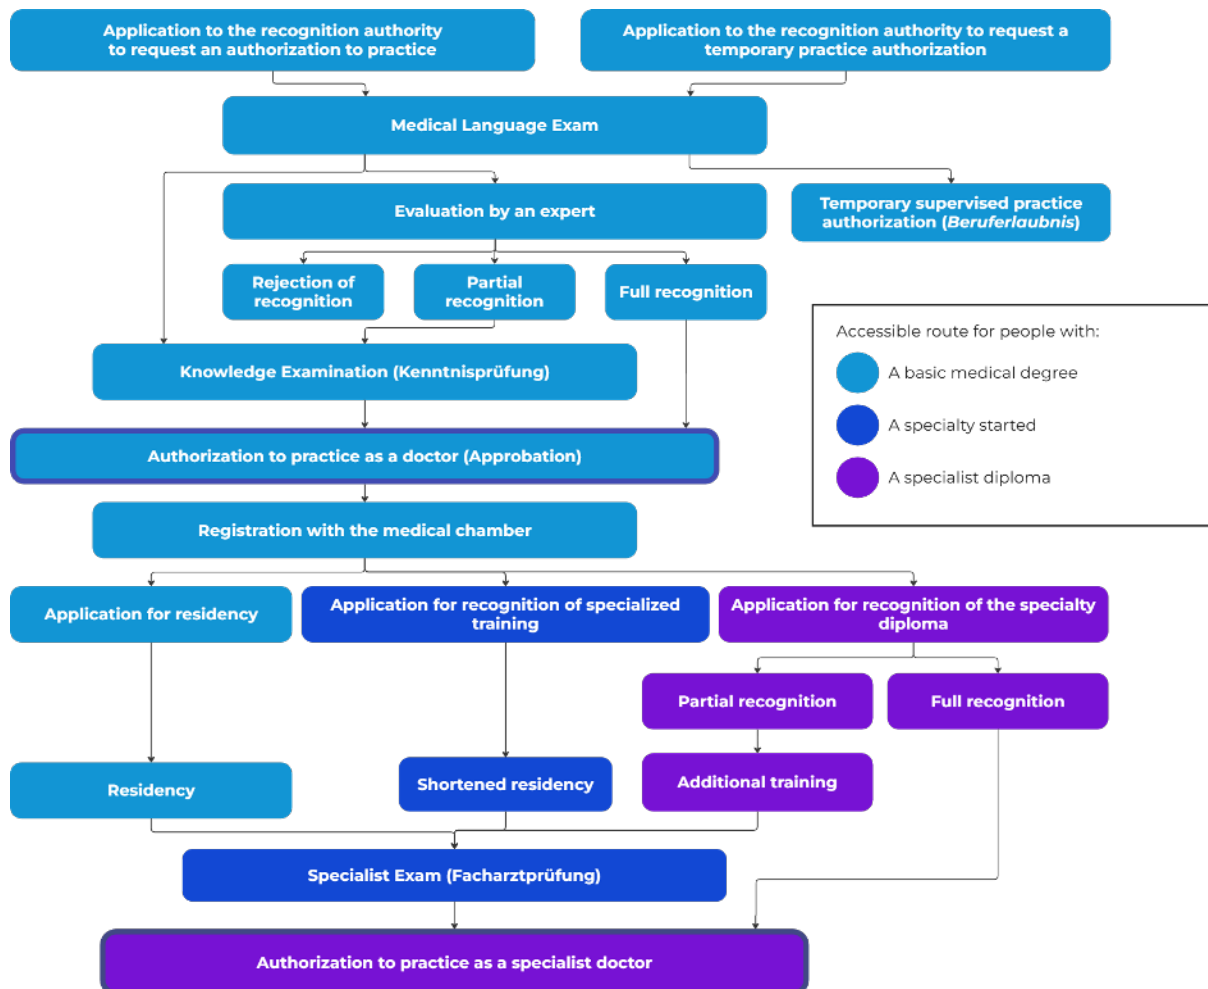 Application to the recognition authority
to request an authorization to practice
Application to the recognition authority to request a
temporary practice authorization
Medical Language Exam
Evaluation by an expert
Temporary supervised practice
authorization (Beruferlaubnis)
Rejection of
recognition
Partial
recognition
Full recognition
Accessible route for people with:
A basic medical degree
A specialty started
A specialist diploma
Knowledge Examination (Kenntnisprüfung)
Authorization to practice as a doctor (Approbation)
Registration with the medical chamber
Application for residency
Application for recognition of specialized
training
Application for recognition of the specialty
diploma
Partial recognition
Full recognition
Residency
Shortened residency
Additional training
Specialist Exam (Facharztprüfung)
Authorization to practice as a specialist doctor